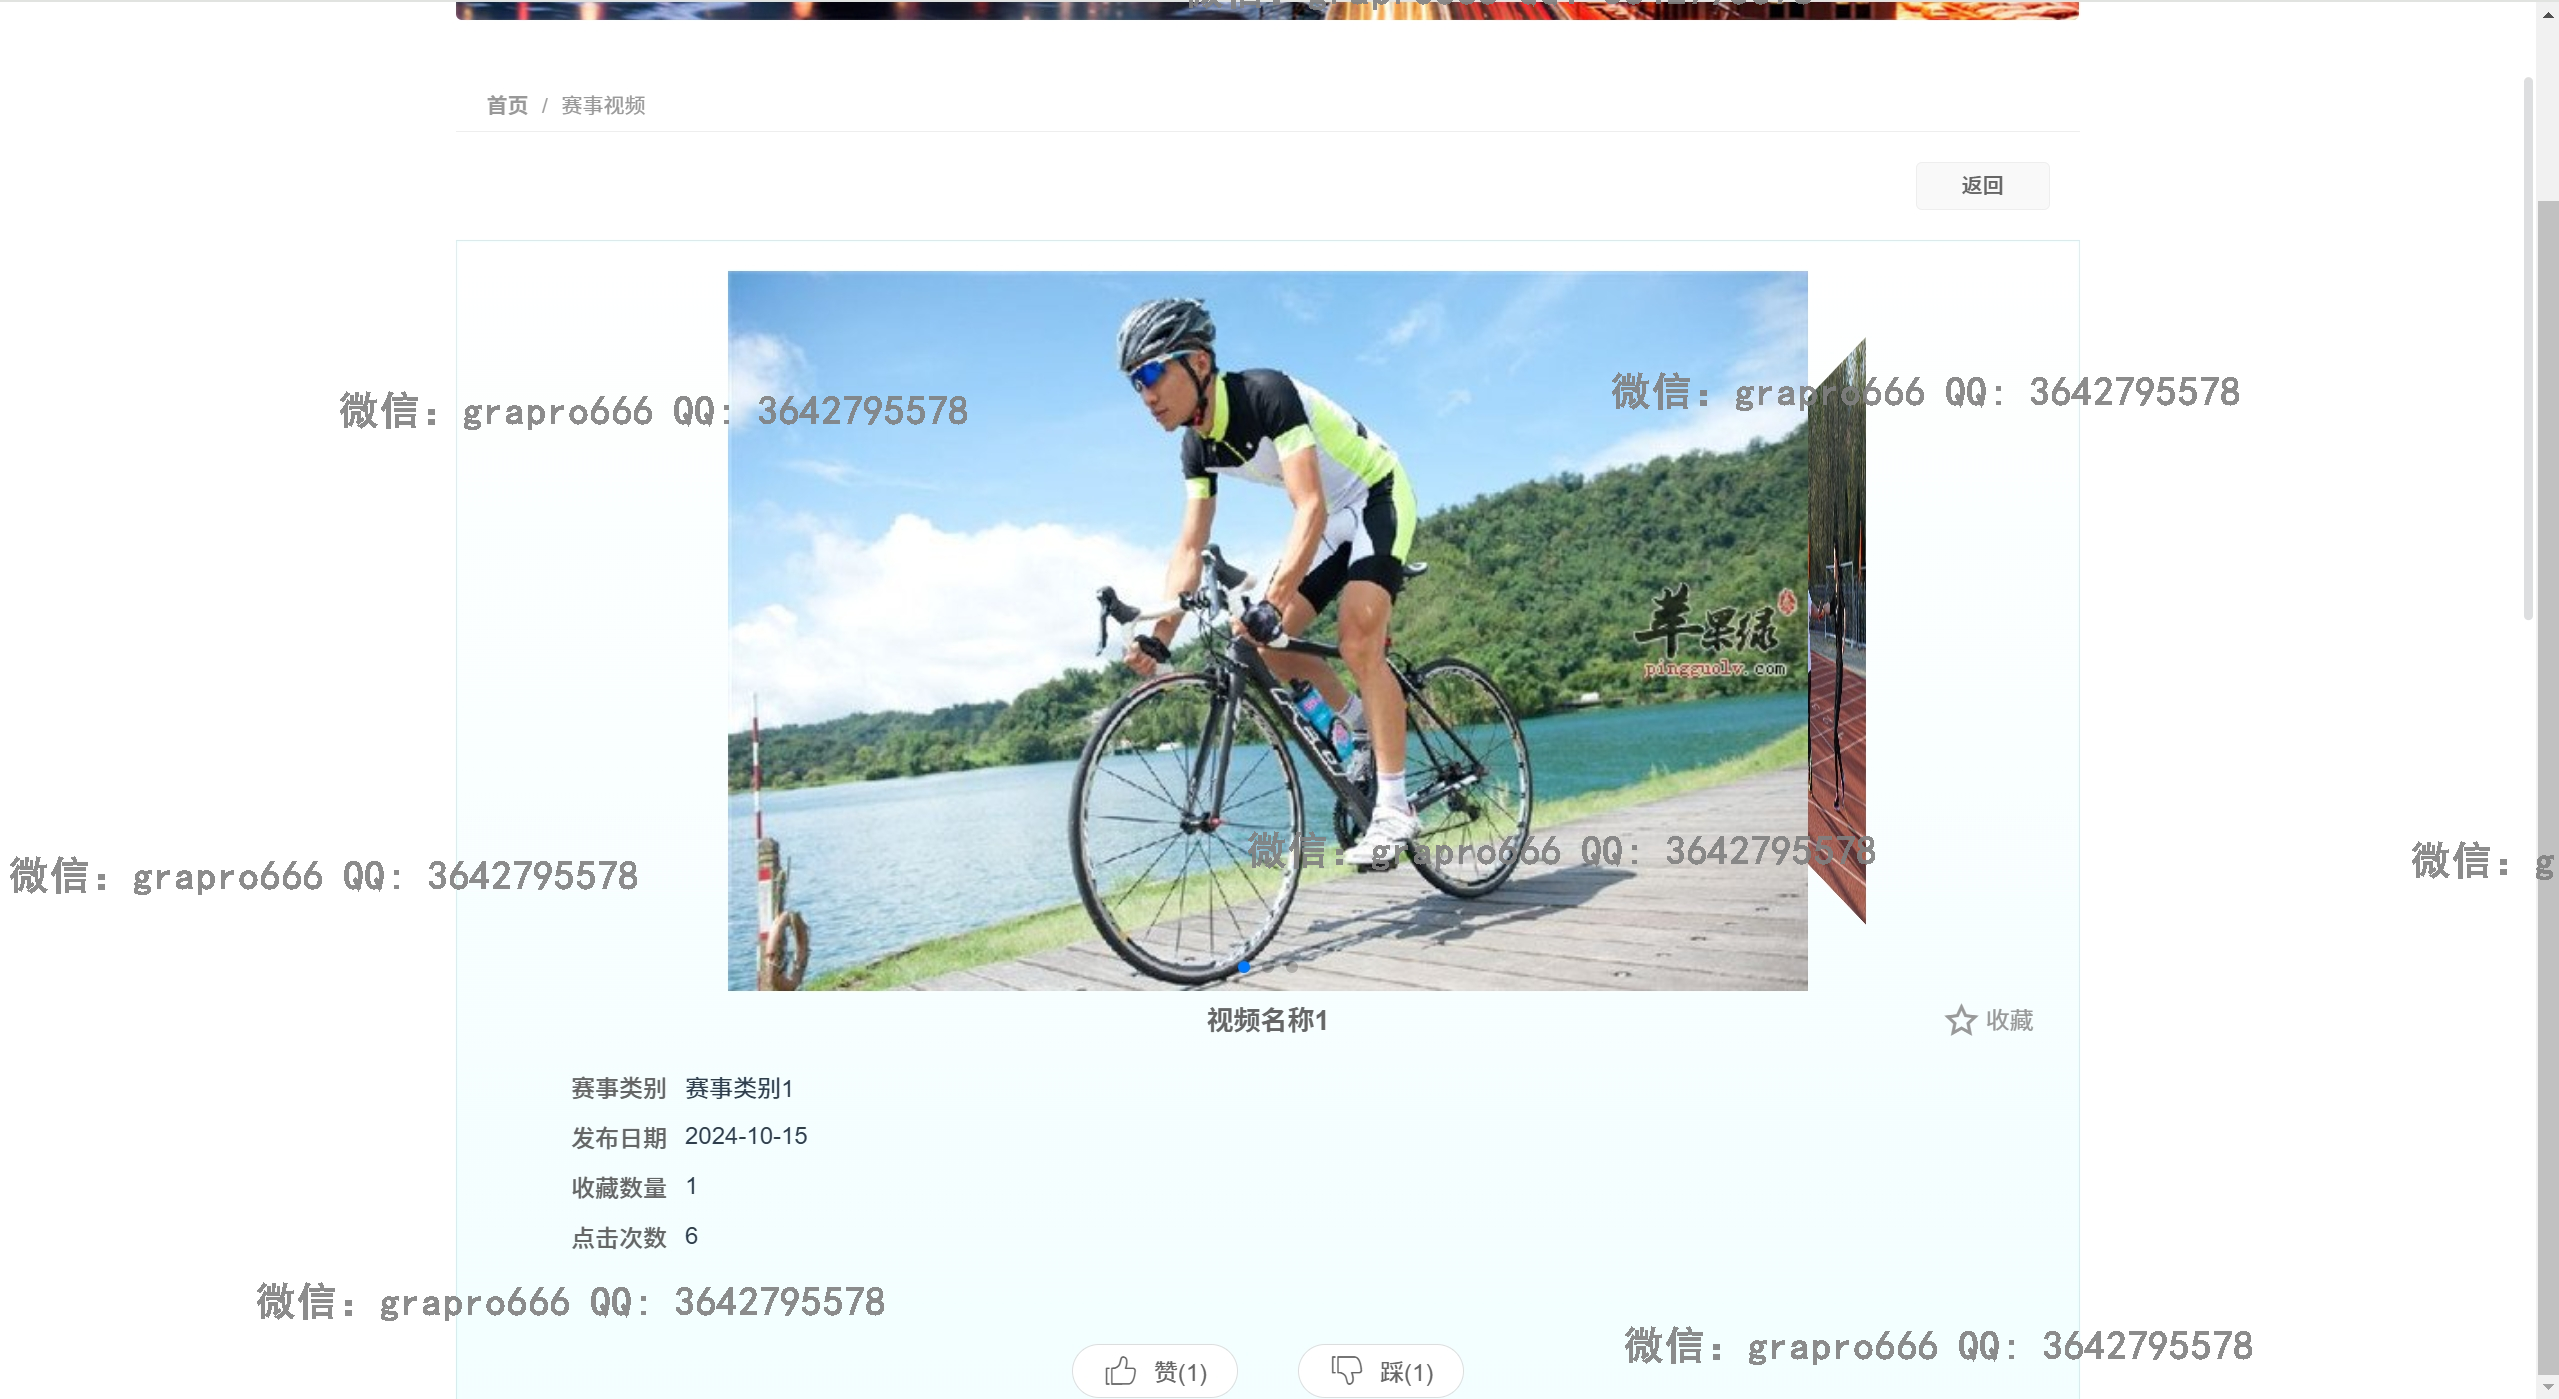 首页 / 赛事视频
返回
微信：grapro666 QQ: 3642795578
微信：grapro666 QQ: 3642795578
苹果绿
pingguolv.com
微信：grapro666 QQ: 3642795578
微信：grapro666 QQ: 3642795578
微信：g
视频名称1
收藏
赛事类别 赛事类别1
发布日期 2024-10-15
收藏数量 1
点击次数 6
微信：grapro666 QQ: 3642795578
微信：grapro666 QQ: 3642795578
赞(1)
踩(1)